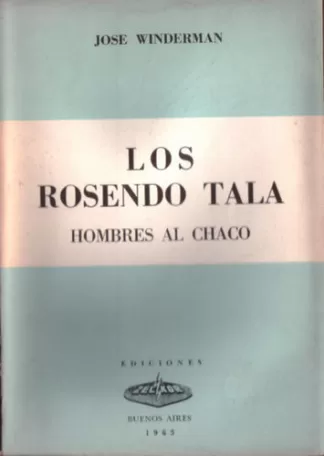 JOSE WINDERMAN
LOS
ROSENDO TALA
HOMBRES AL CHACO
EDICIONES
BUENOS AIRES